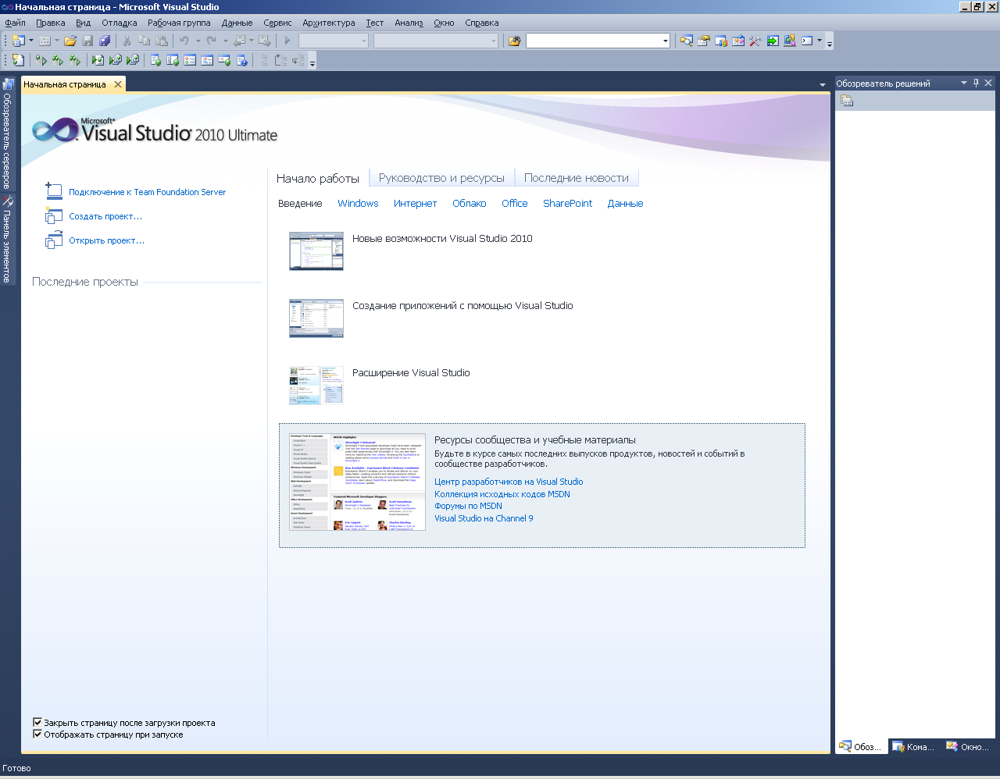 Начальная страница - Microsoft Visual Studio
Файл Правка Вид Отладка Рабочая группа Данные Сервис Архитектура Тест Анализ Окно Справка
Начальная страница
Обозреватель решений
Обозреватель серверов
Панель элементов
Microsoft
Visual Studio 2010 Ultimate
Подключение к Team Foundation Server
Создать проект...
Открыть проект...
Последние проекты
Начало работы Руководство и ресурсы Последние новости
Введение Windows Интернет Облако Office SharePoint Данные
Новые возможности Visual Studio 2010
Создание приложений с помощью Visual Studio
Расширение Visual Studio
Ресурсы сообщества и учебные материалы
Будьте в курсе самых последних выпусков продуктов, новостей и событий в
сообществе разработчиков.
Центр разработчиков на Visual Studio
Коллекция исходных кодов MSDN
Форумы по MSDN
Visual Studio на Channel 9
Закрыть страницу после загрузки проекта
Отображать страницу при запуске
Обоз... Кома... Окно...
Готово